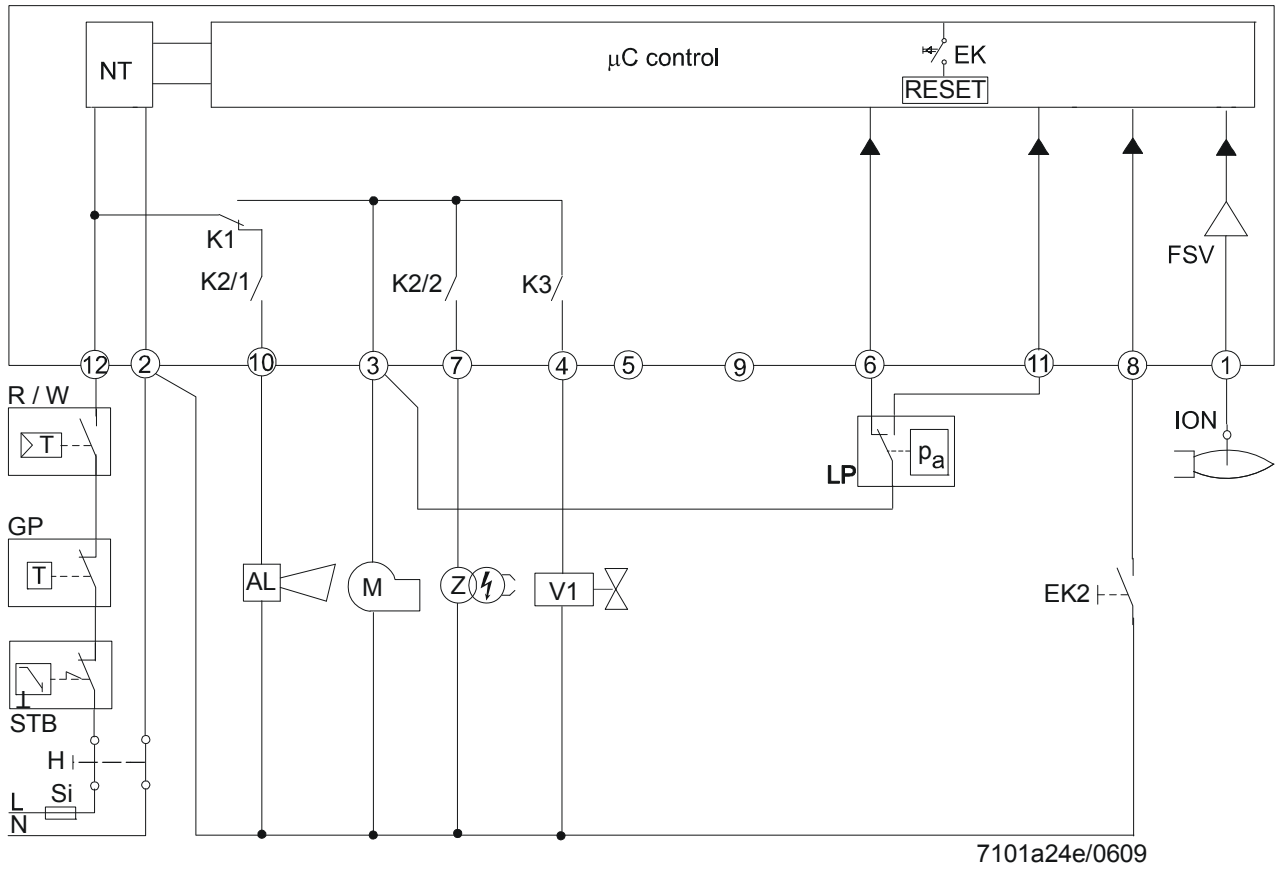 NT
μC control
EK
RESET
FSV
K1
K2/1
K2/2
K3
12
2
10
3
7
4
5
9
6
11
8
1
R / W
T
LP
pa
ION
GP
T
AL
M
Z
V1
EK2
STB
H
Si
L
N
7101a24e/0609